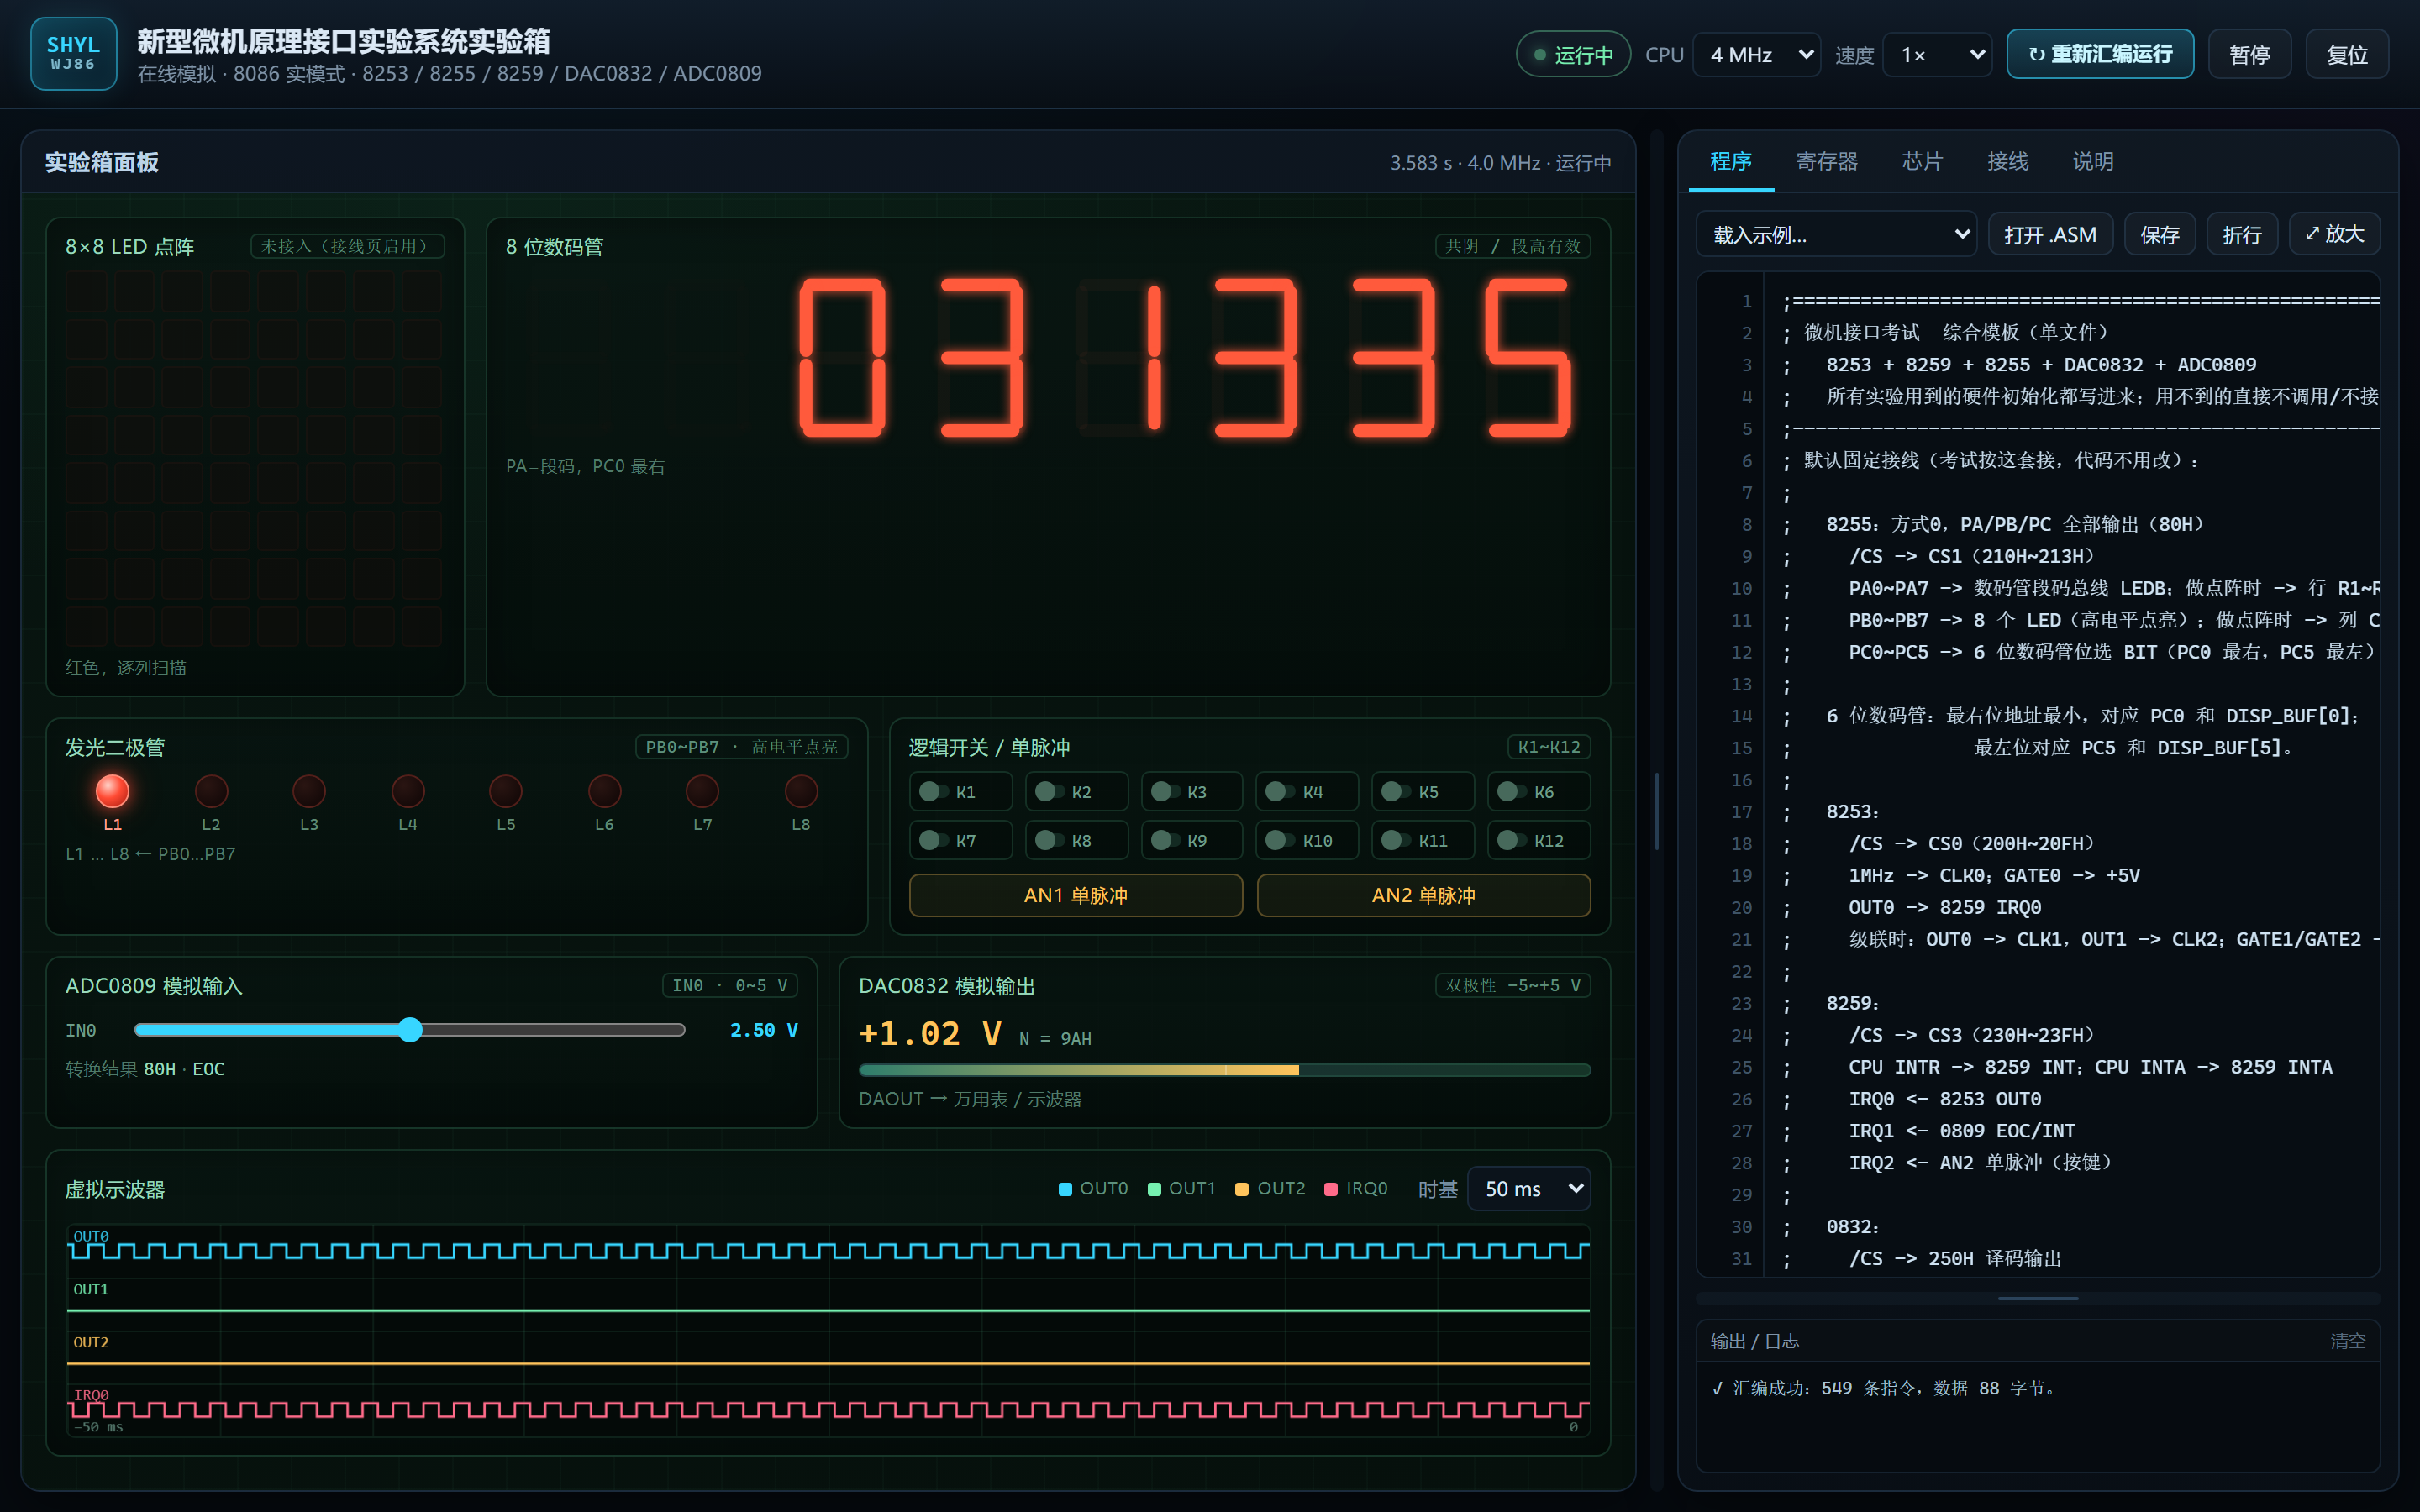 SHYL
WJ86
新型微机原理接口实验系统实验箱
在线模拟 · 8086 实模式 · 8253 / 8255 / 8259 / DAC0832 / ADC0809
运行中
CPU
4 MHz
速度
1×
↻ 重新汇编运行
暂停
复位
实验箱面板
3.583 s · 4.0 MHz · 运行中
8×8 LED 点阵
未接入（接线页启用）
红色，逐列扫描
8 位数码管
共阴 / 段高有效
031335
PA=段码，PC0 最右
发光二极管
PB0~PB7 · 高电平点亮
L1 L2 L3 L4 L5 L6 L7 L8
L1 ... L8 ← PB0...PB7
逻辑开关 / 单脉冲
K1~K12
K1 K2 K3 K4 K5 K6
K7 K8 K9 K10 K11 K12
AN1 单脉冲
AN2 单脉冲
ADC0809 模拟输入
IN0 · 0~5 V
IN0
2.50 V
转换结果 80H · EOC
DAC0832 模拟输出
双极性 −5~+5 V
+1.02 V N = 9AH
DAOUT → 万用表 / 示波器
虚拟示波器
OUT0 OUT1 OUT2 IRQ0
时基
50 ms
OUT0
OUT1
OUT2
IRQ0
−50 ms
0
程序 寄存器 芯片 接线 说明
载入示例...
打开 .ASM
保存
折行
⤢ 放大
1 ;=====================================================
2 ; 微机接口考试  综合模板（单文件）
3 ;   8253 + 8259 + 8255 + DAC0832 + ADC0809
4 ;   所有实验用到的硬件初始化都写进来；用不到的直接不调用/不接
5 ;-----------------------------------------------------
6 ; 默认固定接线（考试按这套接，代码不用改）：
7 ;
8 ;   8255：方式0，PA/PB/PC 全部输出（80H）
9 ;     /CS -> CS1（210H~213H）
10 ;     PA0~PA7 -> 数码管段码总线 LEDB；做点阵时 -> 行 R1~
11 ;     PB0~PB7 -> 8 个 LED（高电平点亮）；做点阵时 -> 列
12 ;     PC0~PC5 -> 6 位数码管位选 BIT（PC0 最右，PC5 最左）
13 ;
14 ;   6 位数码管：最右位地址最小，对应 PC0 和 DISP_BUF[0]；
15 ;                最左位对应 PC5 和 DISP_BUF[5]。
16 ;
17 ;   8253：
18 ;     /CS -> CS0（200H~20FH）
19 ;     1MHz -> CLK0；GATE0 -> +5V
20 ;     OUT0 -> 8259 IRQ0
21 ;     级联时：OUT0 -> CLK1，OUT1 -> CLK2；GATE1/GATE2 -
22 ;
23 ;   8259：
24 ;     /CS -> CS3（230H~23FH）
25 ;     CPU INTR -> 8259 INT；CPU INTA -> 8259 INTA
26 ;     IRQ0 <- 8253 OUT0
27 ;     IRQ1 <- 0809 EOC/INT
28 ;     IRQ2 <- AN2 单脉冲（按键）
29 ;
30 ;   0832：
31 ;     /CS -> 250H 译码输出
输出 / 日志
清空
✓ 汇编成功：549 条指令，数据 88 字节。